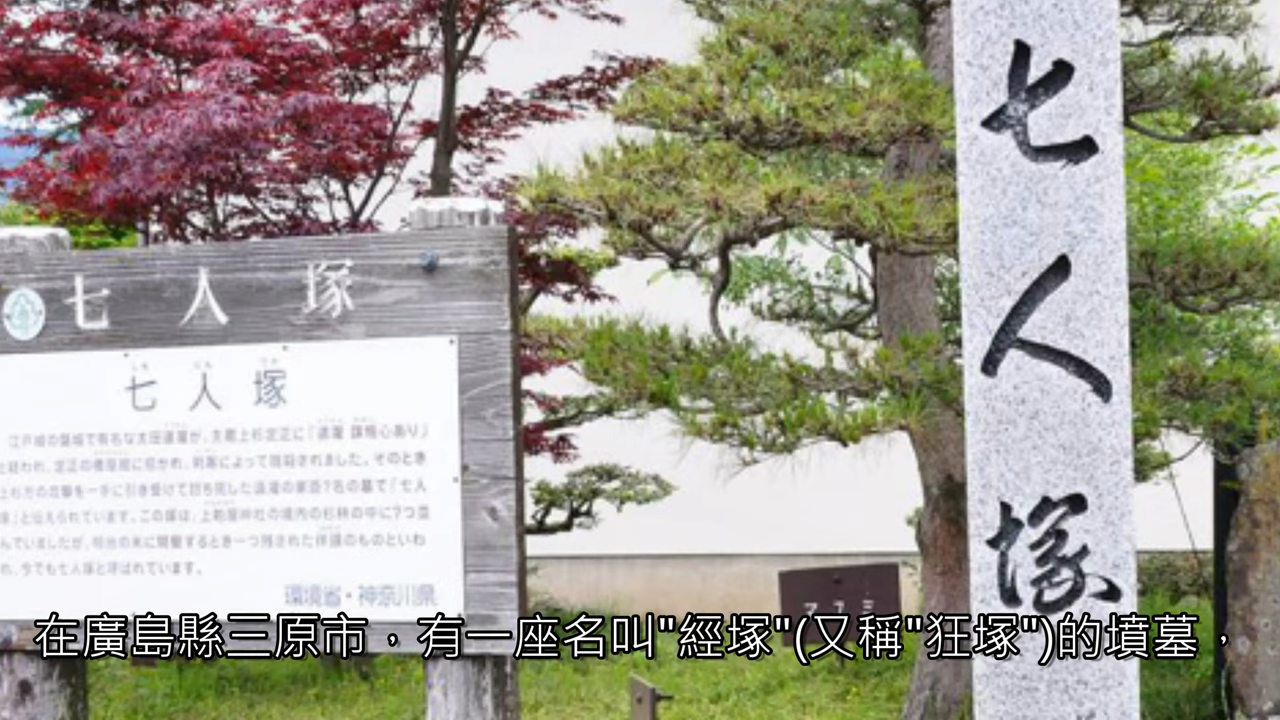 七人塚
七人塚
江戸城の築城で有名な太田道灌が、主君上杉定正に「道灌 謀叛心あり」
と疑われ、定正の糟屋館に招かれ、刺客によって暗殺されました。そのとき
上杉方の攻撃を一手に引き受けて討ち死した道灌の家臣7名の墓で「七人
塚」と伝えられています。この塚は、上粕屋神社の境内の杉林の中に7つ並
んでいましたが、明治の末に開墾するとき一つ残された伴頭のものといわ
れ、今でも七人塚と呼ばれています。
環境省・神奈川県
七人塚
マユミ
在廣島縣三原市，有一座名叫"經塚"(又稱"狂塚")的墳墓，